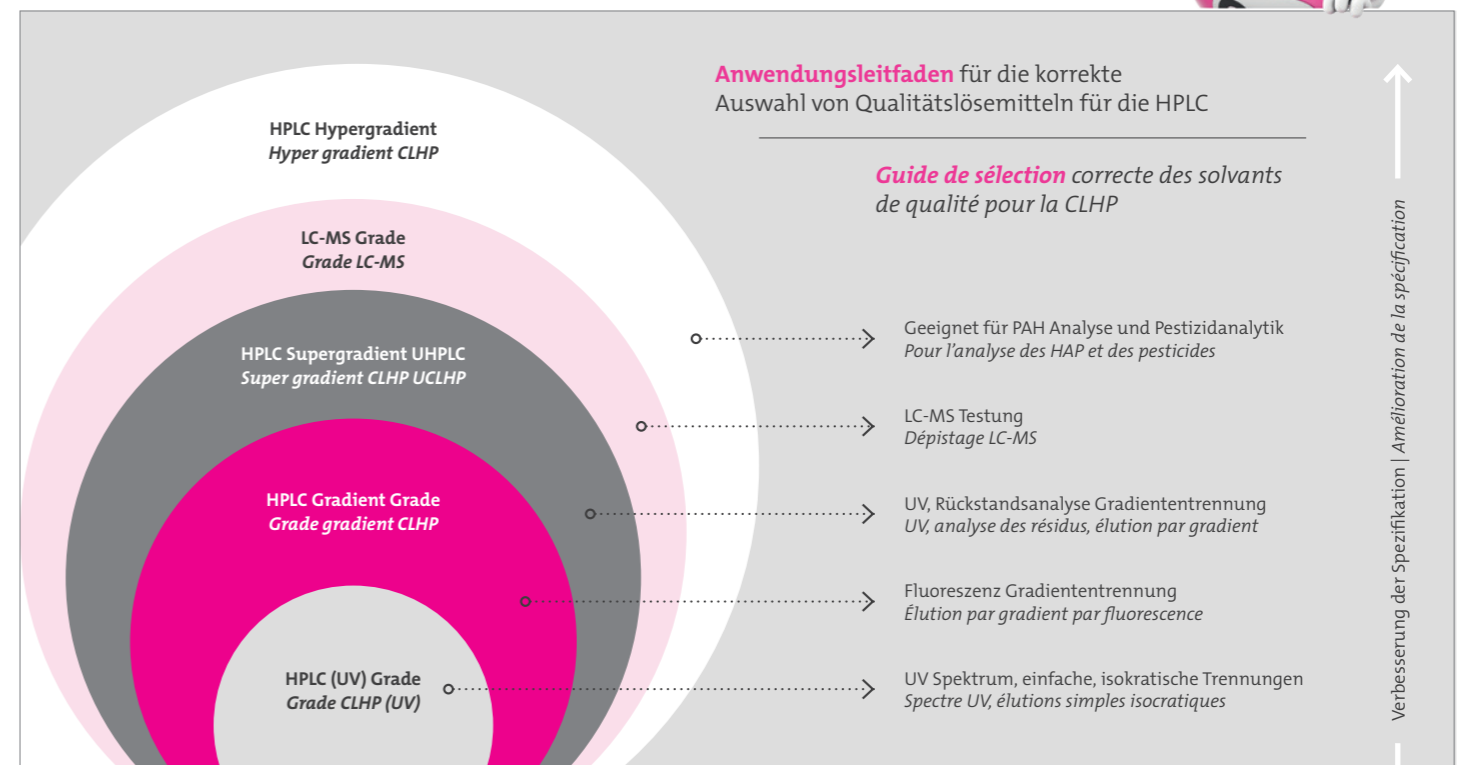 Anwendungsleitfaden für die korrekte
Auswahl von Qualitätslösemitteln für die HPLC
Guide de sélection correcte des solvants
de qualité pour la CLHP
HPLC Hypergradient
Hyper gradient CLHP
LC-MS Grade
Grade LC-MS
HPLC Supergradient UHPLC
Super gradient CLHP UCLHP
HPLC Gradient Grade
Grade gradient CLHP
HPLC (UV) Grade
Grade CLHP (UV)
Geeignet für PAH Analyse und Pestizidanalytik
Pour l'analyse des HAP et des pesticides
LC-MS Testung
Dépistage LC-MS
UV, Rückstandsanalyse Gradiententrennung
UV, analyse des résidus, élution par gradient
Fluoreszenz Gradiententrennung
Élution par gradient par fluorescence
UV Spektrum, einfache, isokratische Trennungen
Spectre UV, élutions simples isocratiques
Verbesserung der Spezifikation | Amélioration de la spécification